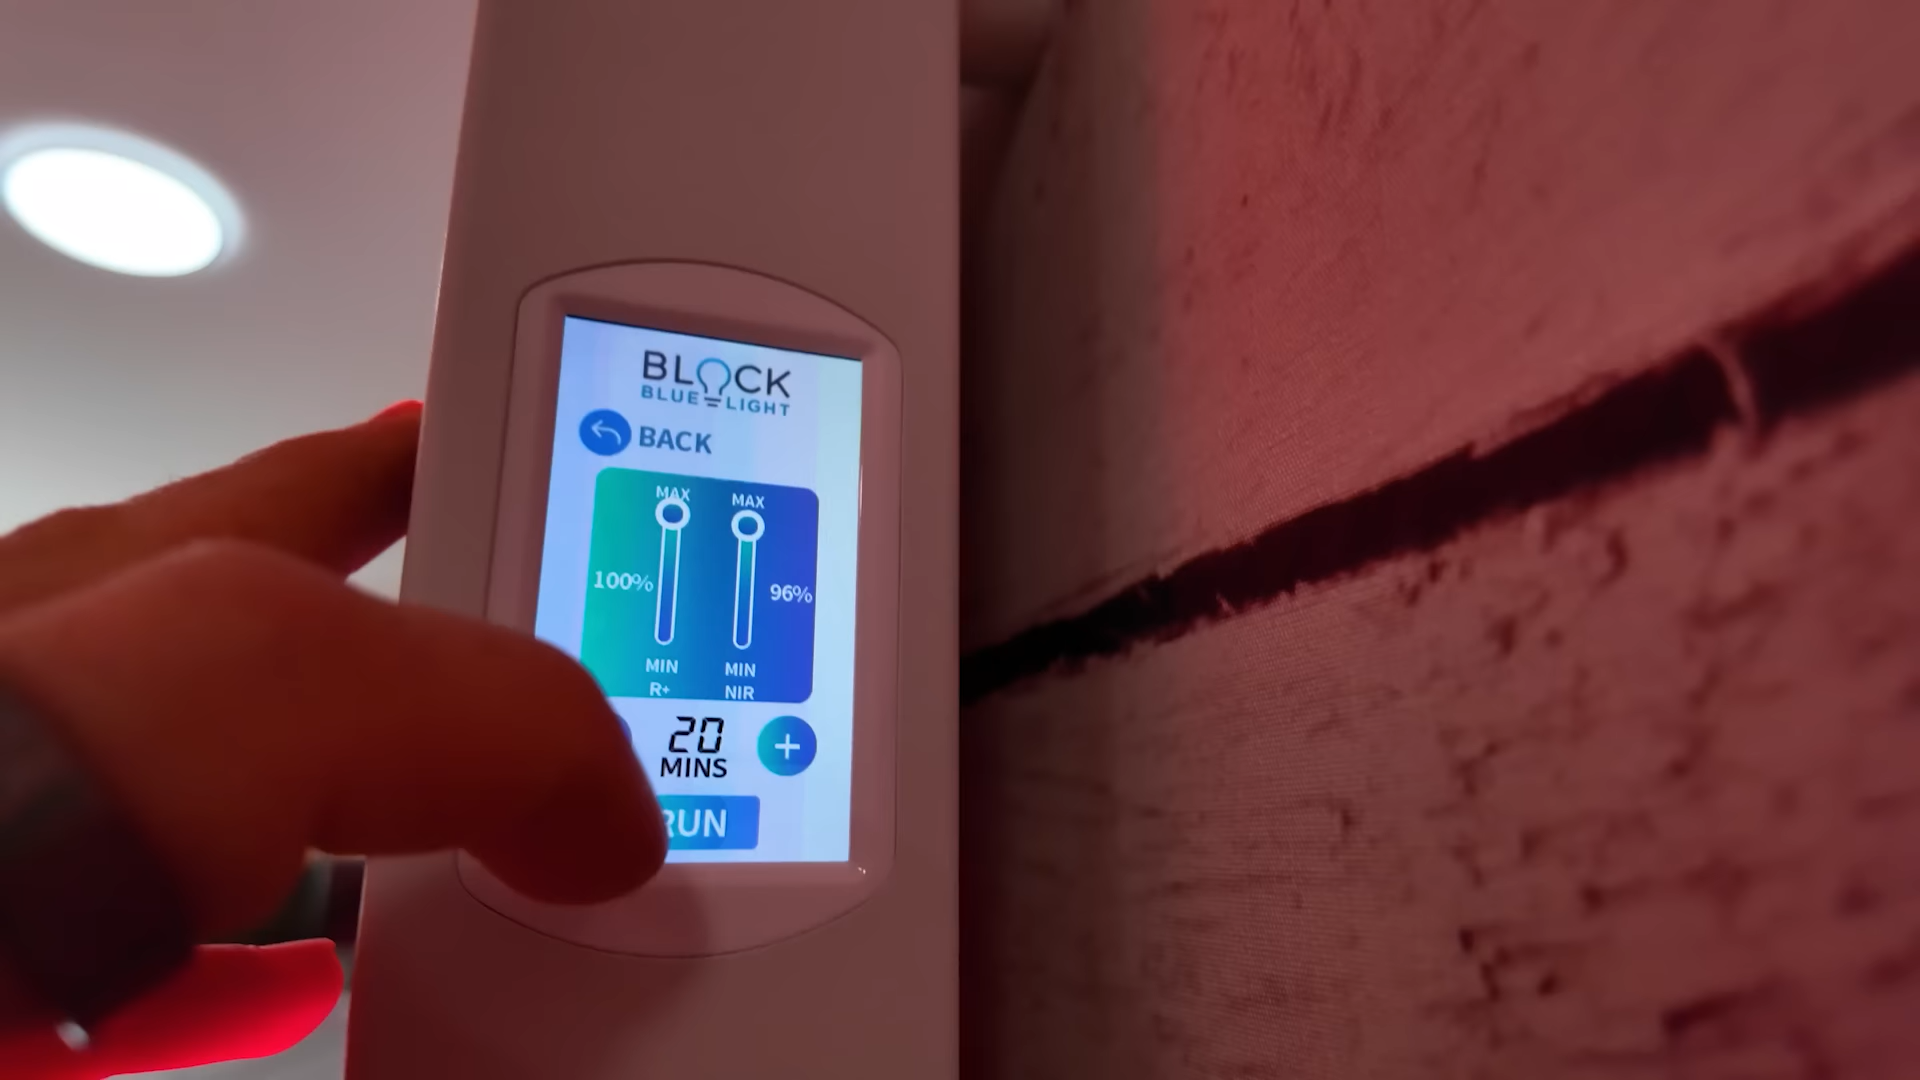 BLOCK
BLUE LIGHT
BACK
MAX MAX
100% 96%
MIN MIN
R+ NIR
20
MINS
+
RUN